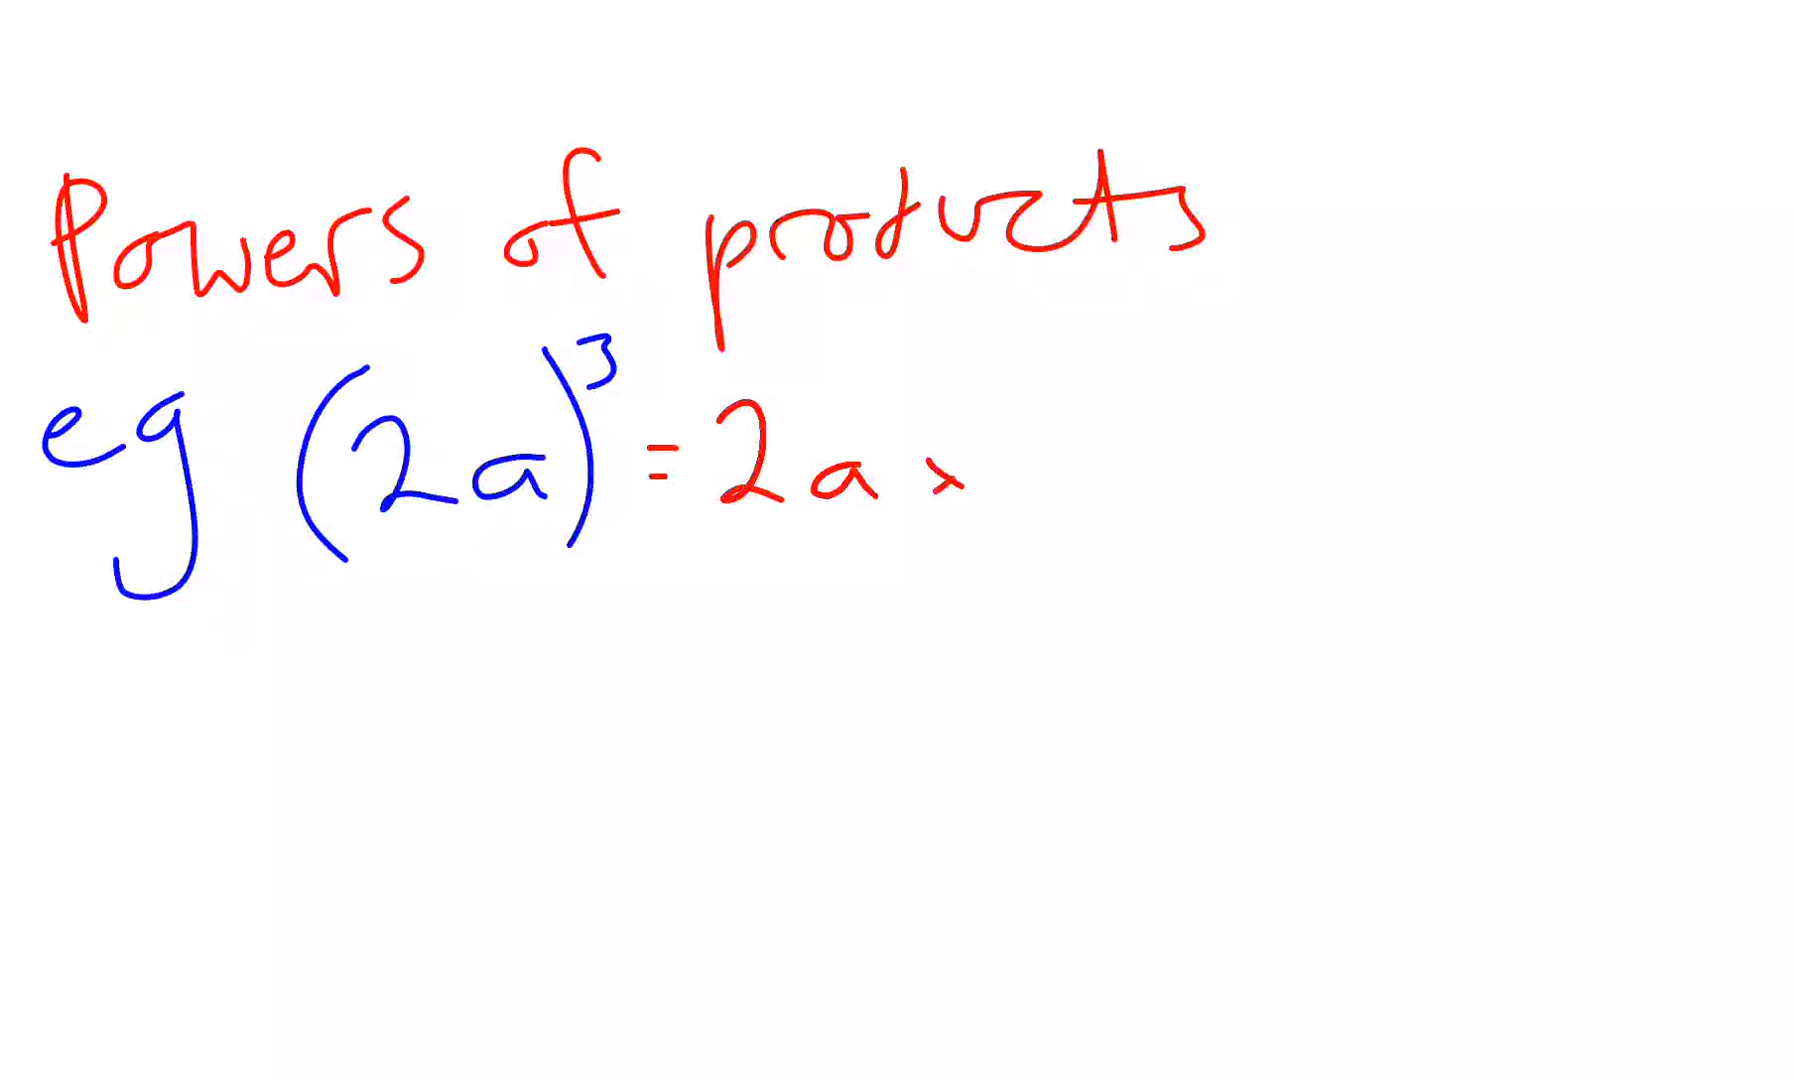 Powers of products
eg (2a)³ = 2a ×